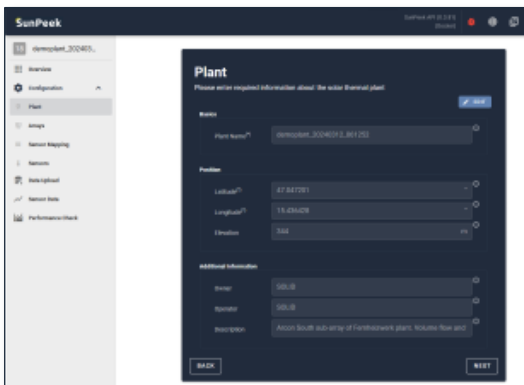 SunPeek
SunPeek API
demoplant_202403..
Overview
Configuration
Plant
Arrays
Sensor Mapping
Sensors
Data Upload
Sensor Data
Performance Check
Plant
Please enter required information about the solar thermal plant
EDIT
Basics
Plant Name
Position
Latitude
47.047201
Longitude
15.436428
Elevation
344
m
Additional Information
Owner
SOLID
Operator
SOLID
Description
Arcon South sub-array of Fernheizwerk plant. Volume flow and
BACK
NEXT